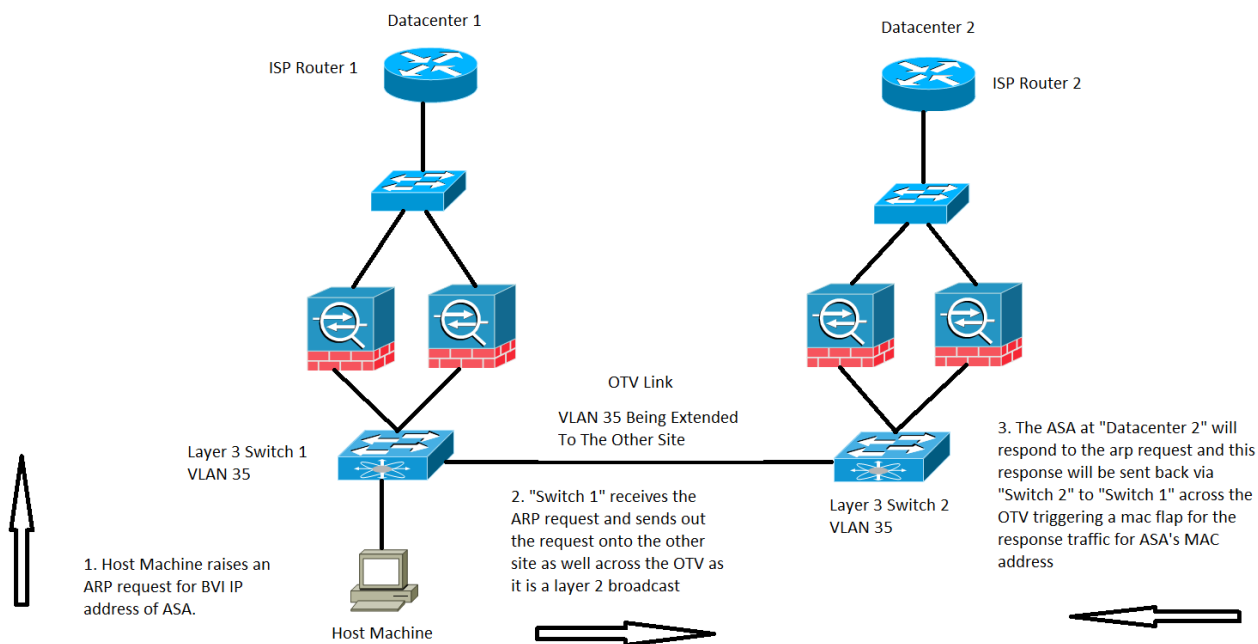 Datacenter 1
Datacenter 2
ISP Router 1
ISP Router 2
OTV Link
VLAN 35 Being Extended
To The Other Site
Layer 3 Switch 1
VLAN 35
Layer 3 Switch 2
VLAN 35
3. The ASA at "Datacenter 2" will
respond to the arp request and this
response will be sent back via
"Switch 2" to "Switch 1" across the
OTV triggering a mac flap for the
response traffic for ASA's MAC
address
2. "Switch 1" receives the
ARP request and sends out
the request onto the other
site as well across the OTV as
it is a layer 2 broadcast
1. Host Machine raises an
ARP request for BVI IP
address of ASA.
Host Machine